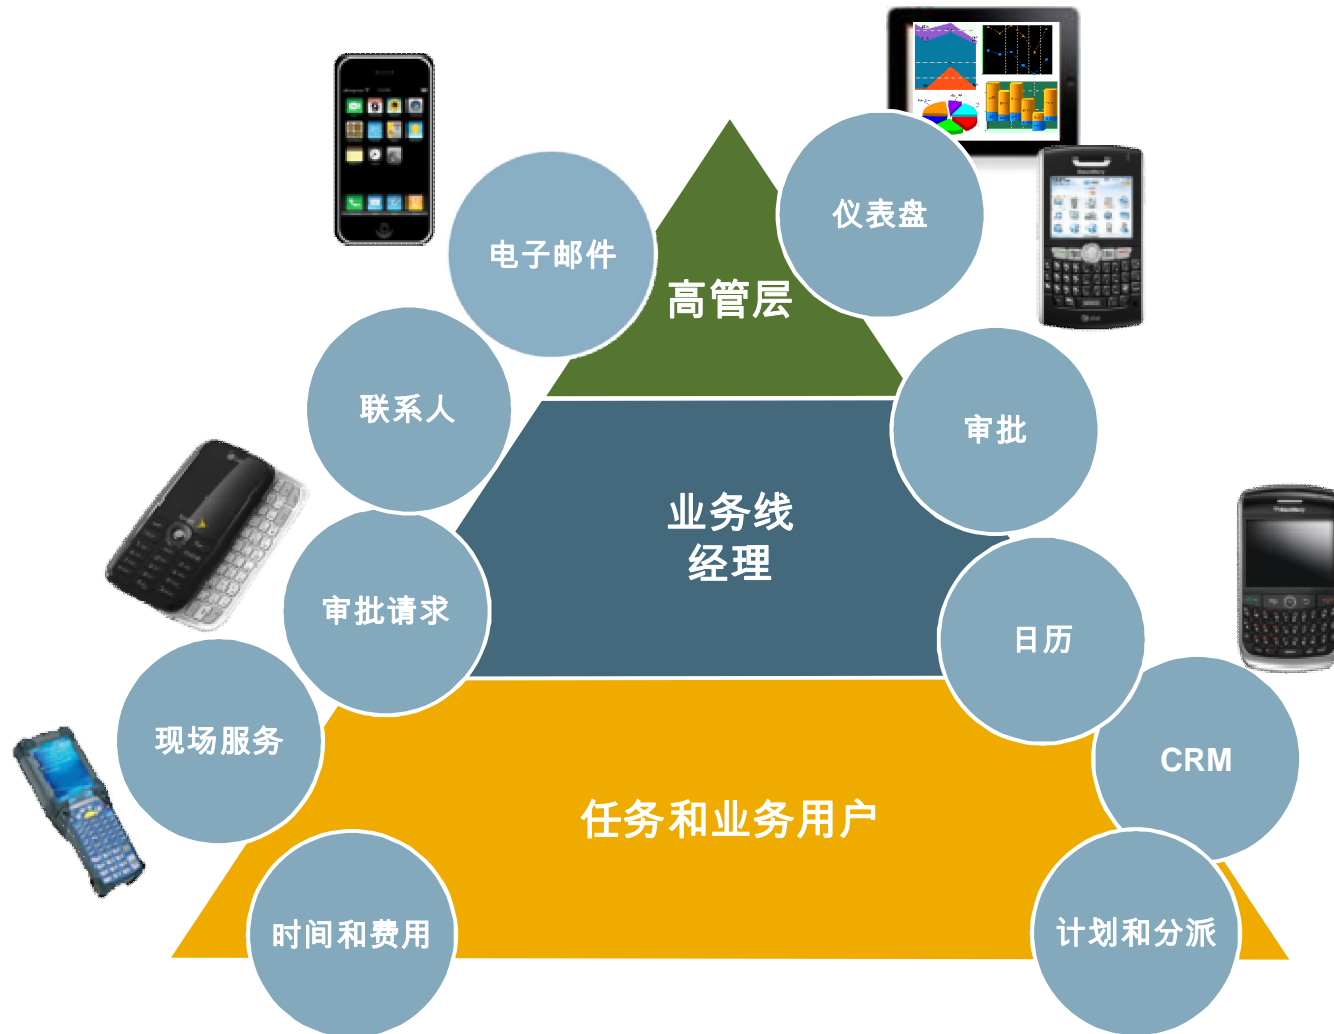 仪表盘
电子邮件
高管层
联系人
审批
业务线
经理
审批请求
日历
现场服务
CRM
任务和业务用户
时间和费用
计划和分派